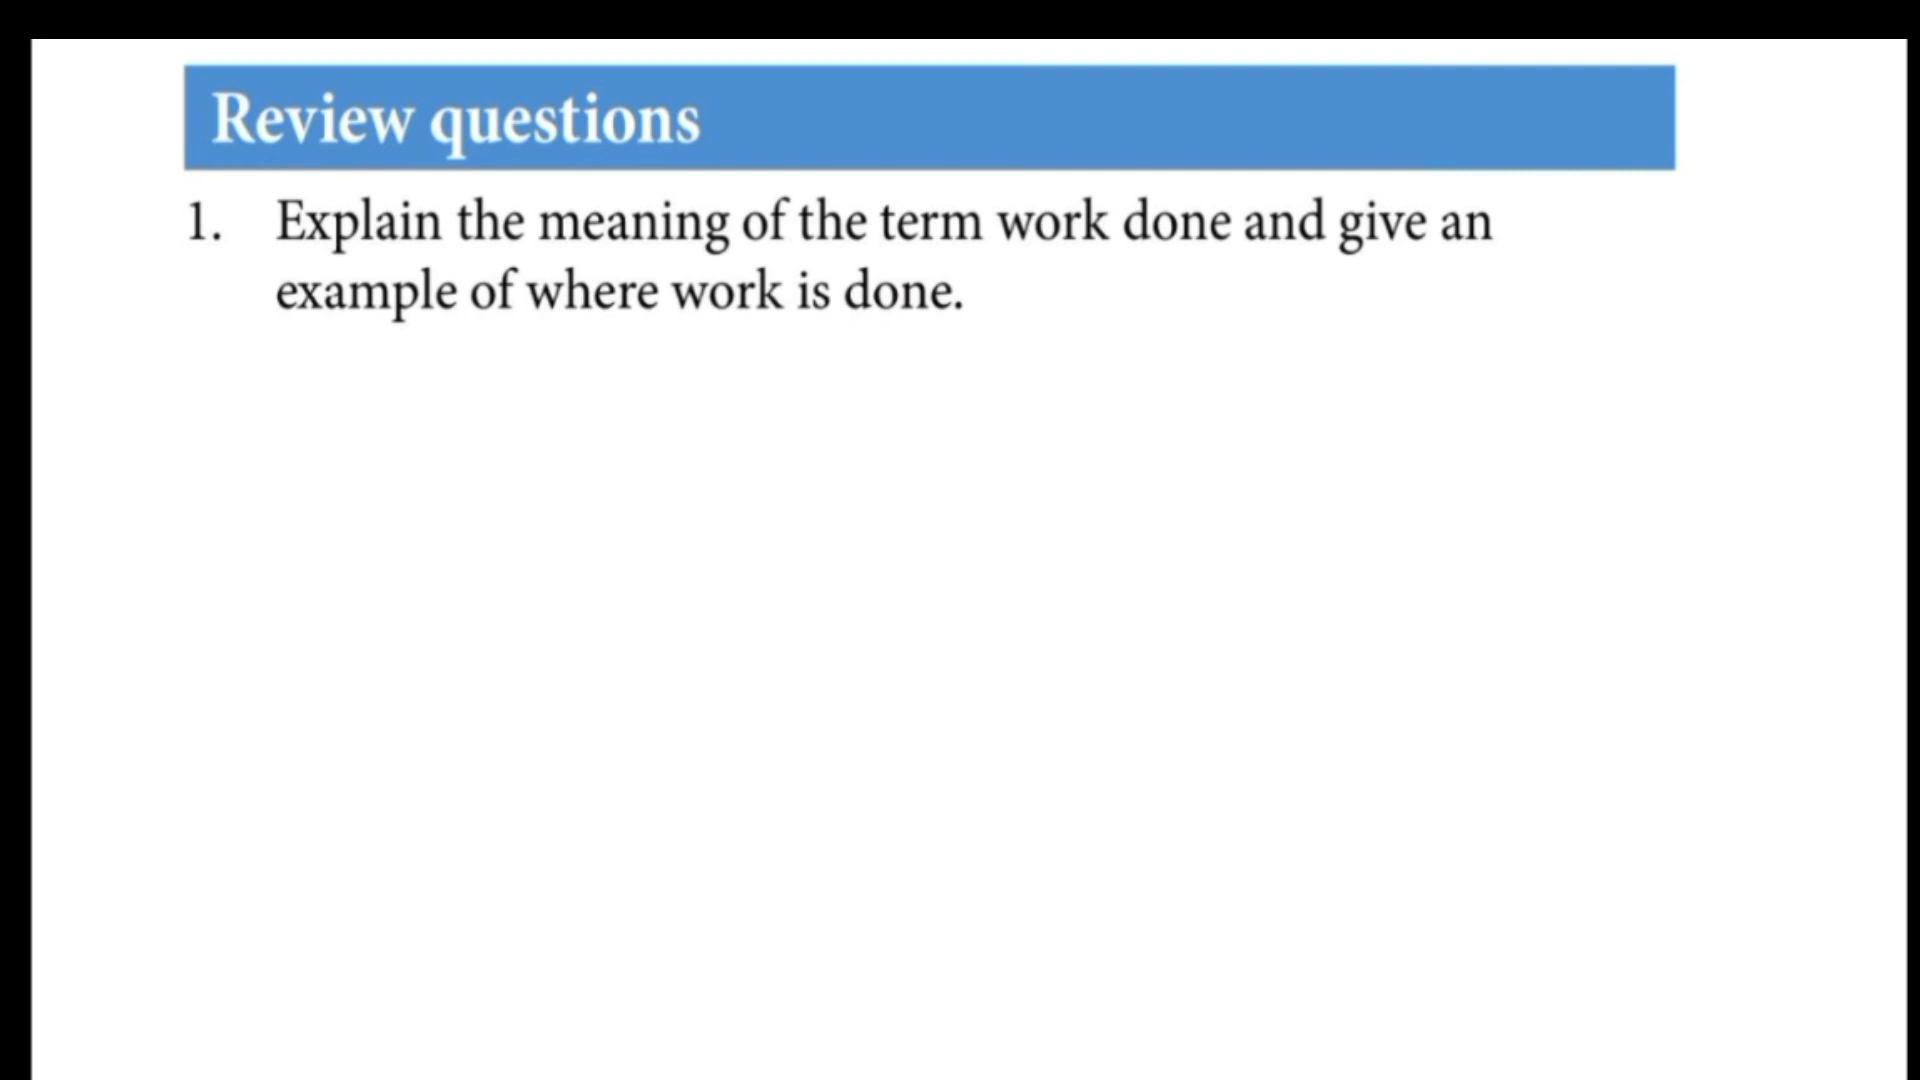 Review questions
1. Explain the meaning of the term work done and give an
example of where work is done.